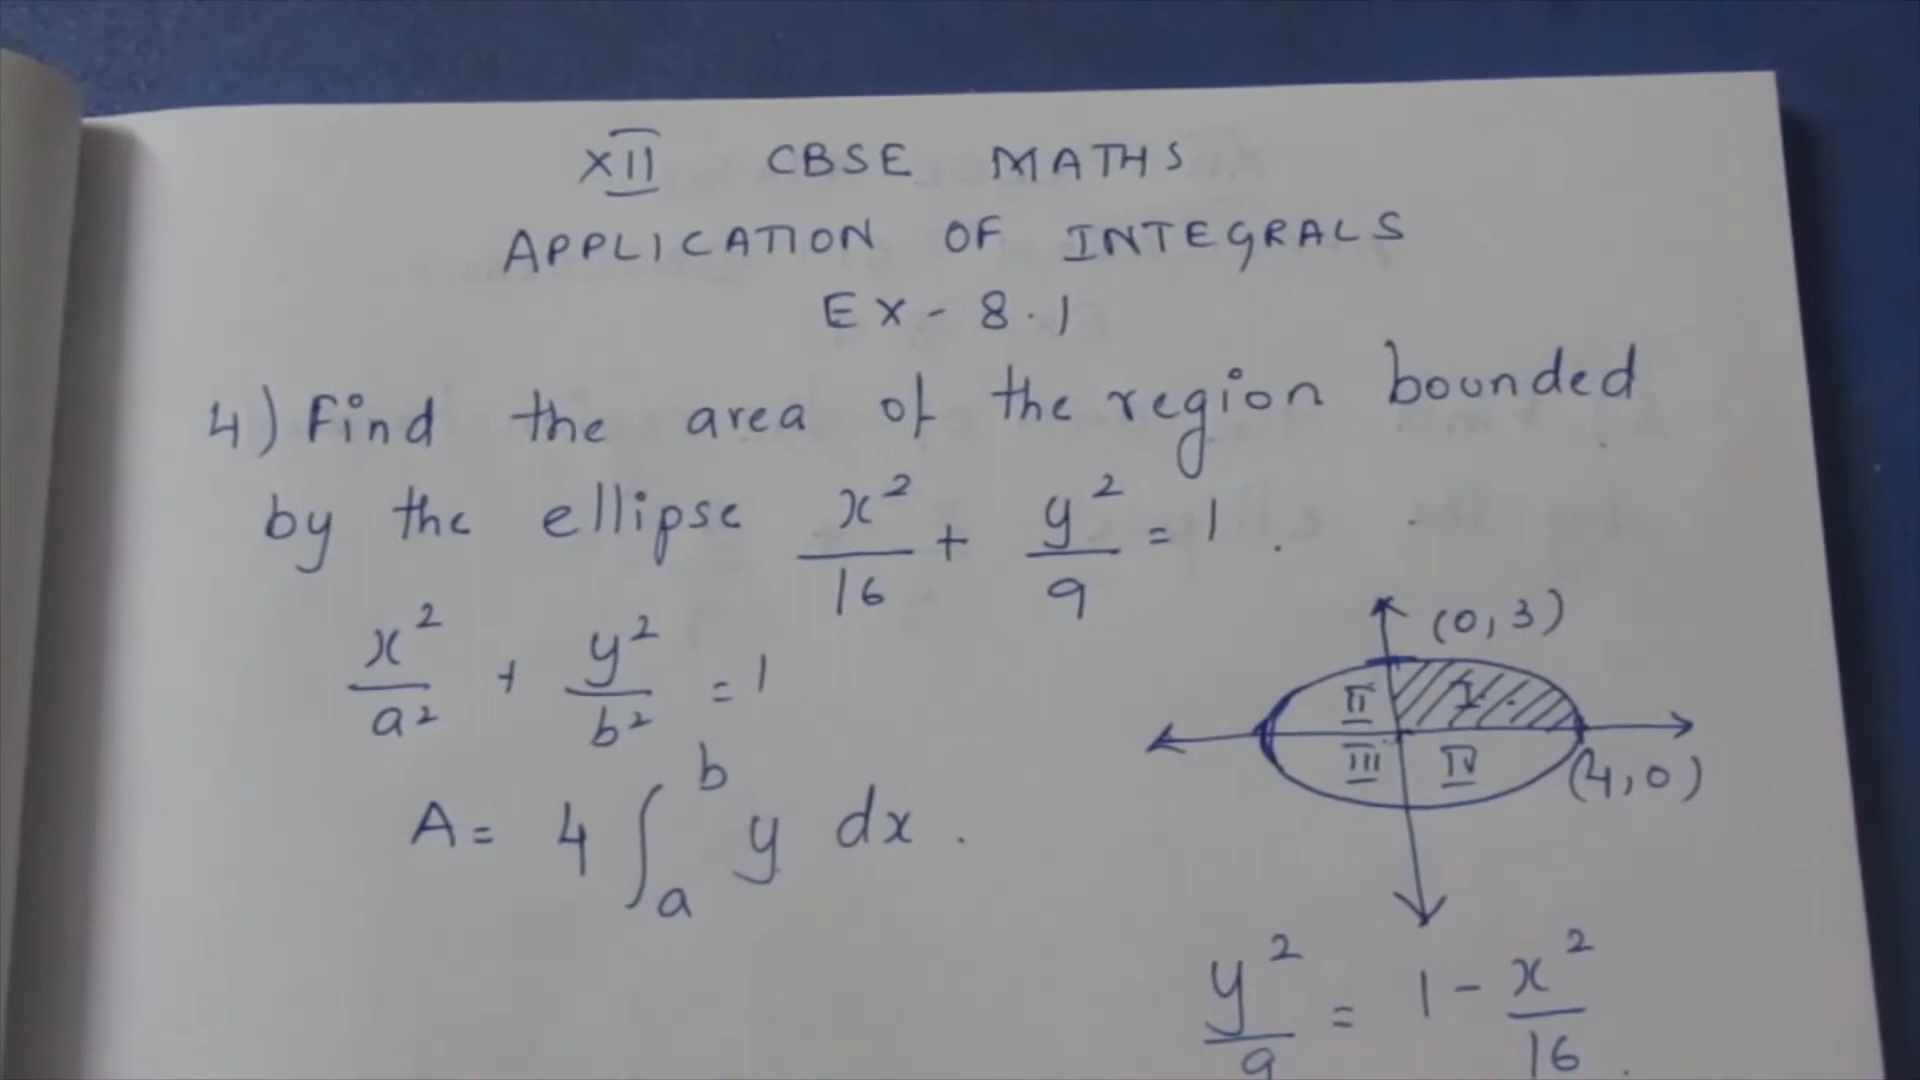 XII CBSE MATHS
APPLICATION OF INTEGRALS
EX - 8.1
4) Find the area of the region bounded
by the ellipse x²/16 + y²/9 = 1.
x²/a² + y²/b² = 1
A = 4 ∫_a^b y dx.
(0,3)
II I
III IV
(4,0)
y²/9 = 1 - x²/16.